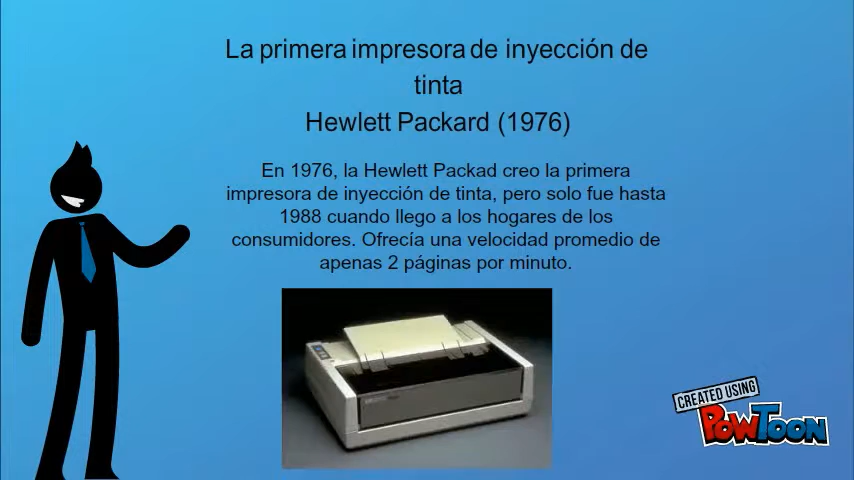 La primera impresora de inyección de
tinta
Hewlett Packard (1976)
En 1976, la Hewlett Packad creo la primera
impresora de inyección de tinta, pero solo fue hasta
1988 cuando llego a los hogares de los
consumidores. Ofrecía una velocidad promedio de
apenas 2 páginas por minuto.
CREATED USING
POWTOON